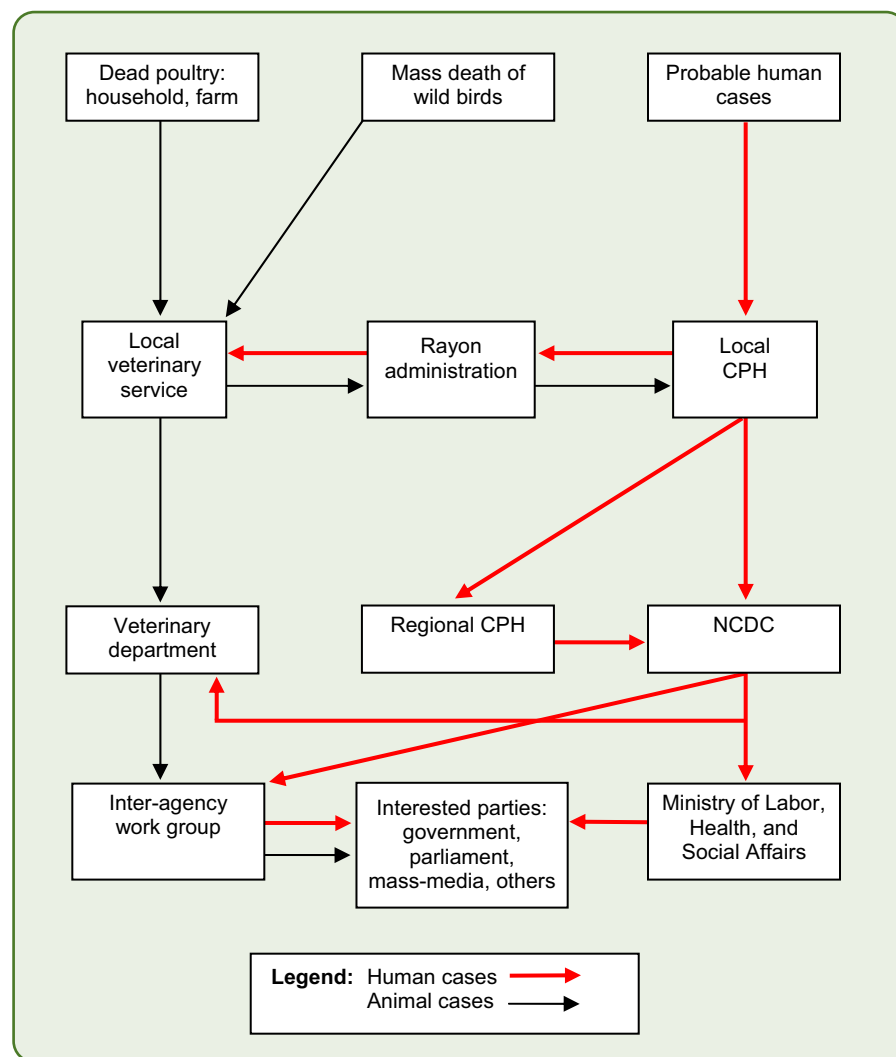 Dead poultry:
household, farm
Mass death of
wild birds
Probable human
cases
Local
veterinary
service
Rayon
administration
Local
CPH
Veterinary
department
Regional CPH
NCDC
Inter-agency
work group
Interested parties:
government,
parliament,
mass-media, others
Ministry of Labor,
Health, and
Social Affairs
Legend: Human cases
Animal cases